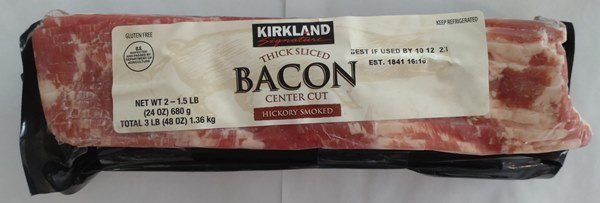 GLUTEN FREE
KIRKLAND
Signature
KEEP REFRIGERATED
THICK SLICED
BEST IF USED BY 10 12 23
BACON
EST. 1841 16:
CENTER CUT
HICKORY SMOKED
NET WT 2 – 1.5 LB
(24 OZ) 680 g
TOTAL 3 LB (48 OZ) 1.36 kg